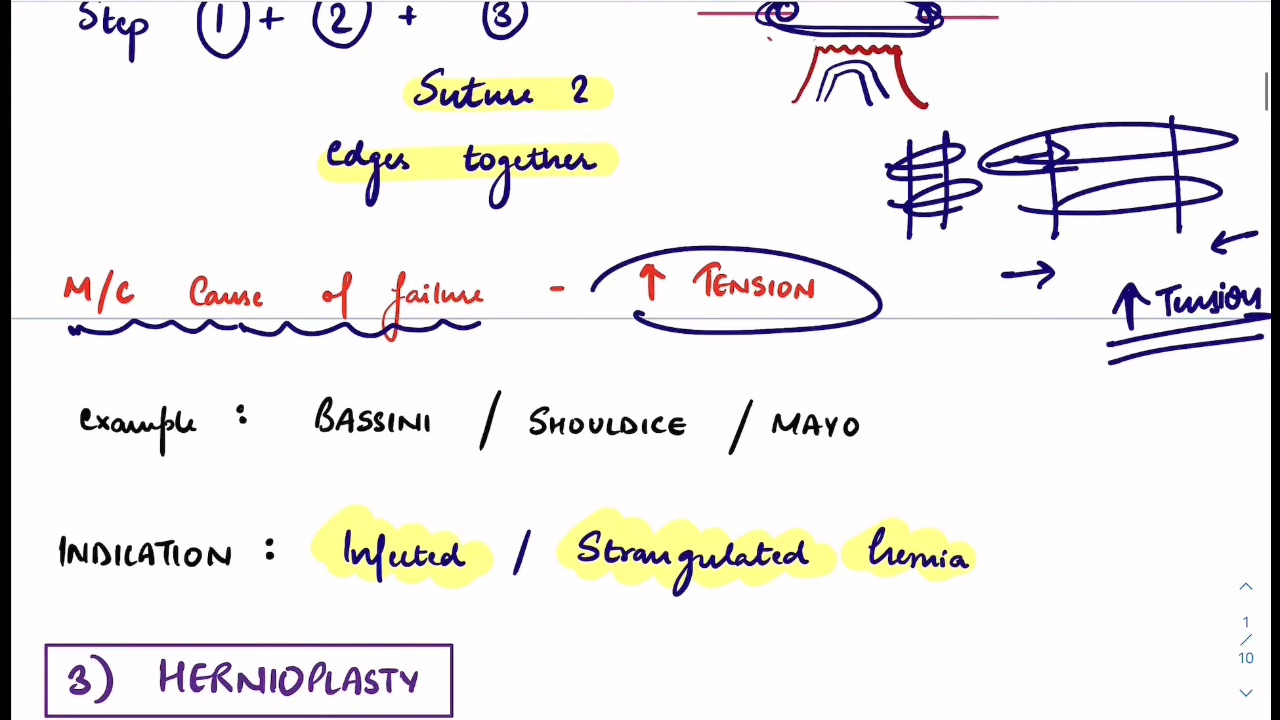 Step ① + ② + ③
Suture 2
edges together
M/C Cause of failure - ↑ TENSION
→ ←
↑ Tension
example : BASSINI / SHOULDICE / MAYO
INDICATION : Infected / Strangulated hernia
3) HERNIOPLASTY
1
/
10